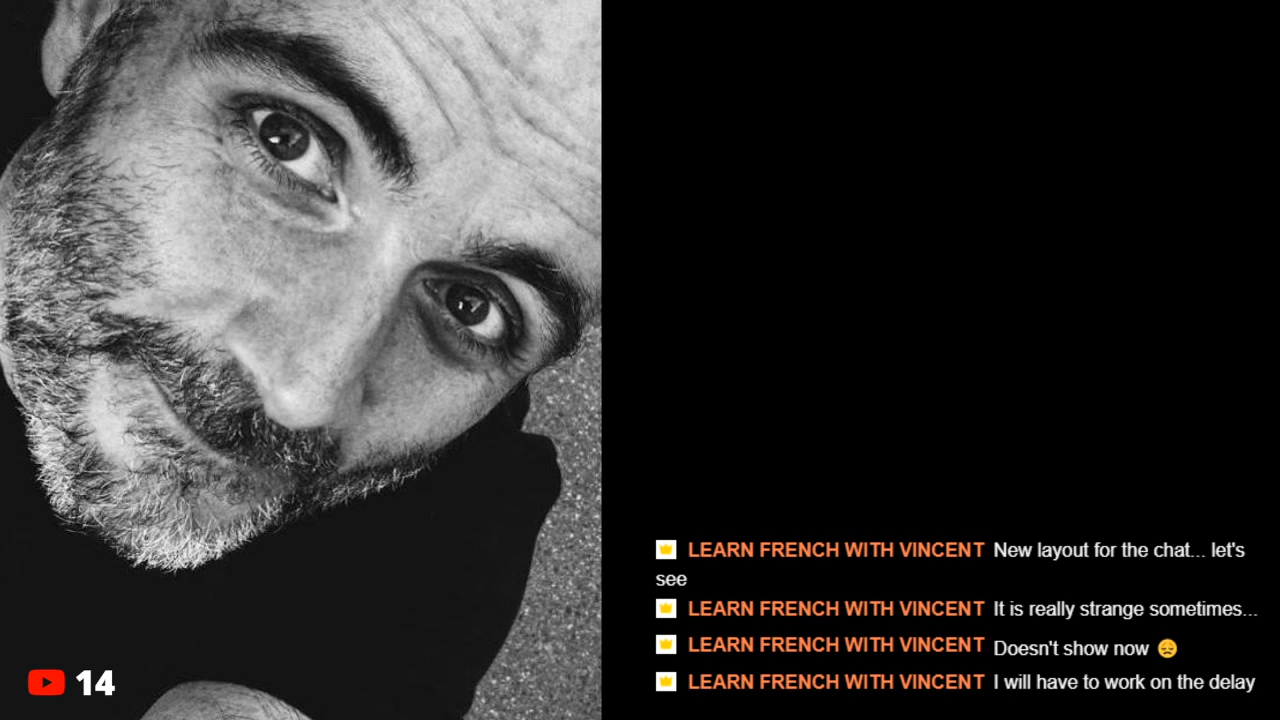 LEARN FRENCH WITH VINCENT New layout for the chat... let's
see
LEARN FRENCH WITH VINCENT It is really strange sometimes...
LEARN FRENCH WITH VINCENT Doesn't show now 😔
LEARN FRENCH WITH VINCENT I will have to work on the delay
14